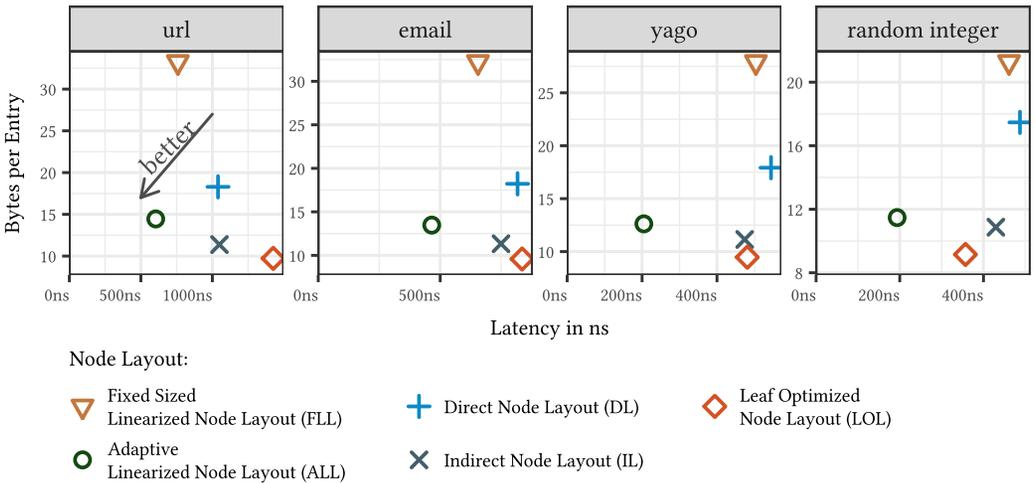 url
email
yago
random integer
Bytes per Entry
30
25
20
15
10
better
0ns
500ns
1000ns
30
25
20
15
10
0ns
500ns
25
20
15
10
0ns
200ns
400ns
20
16
12
8
0ns
200ns
400ns
Latency in ns
Node Layout:
Fixed Sized
Linearized Node Layout (FLL)
Adaptive
Linearized Node Layout (ALL)
Direct Node Layout (DL)
Indirect Node Layout (IL)
Leaf Optimized
Node Layout (LOL)